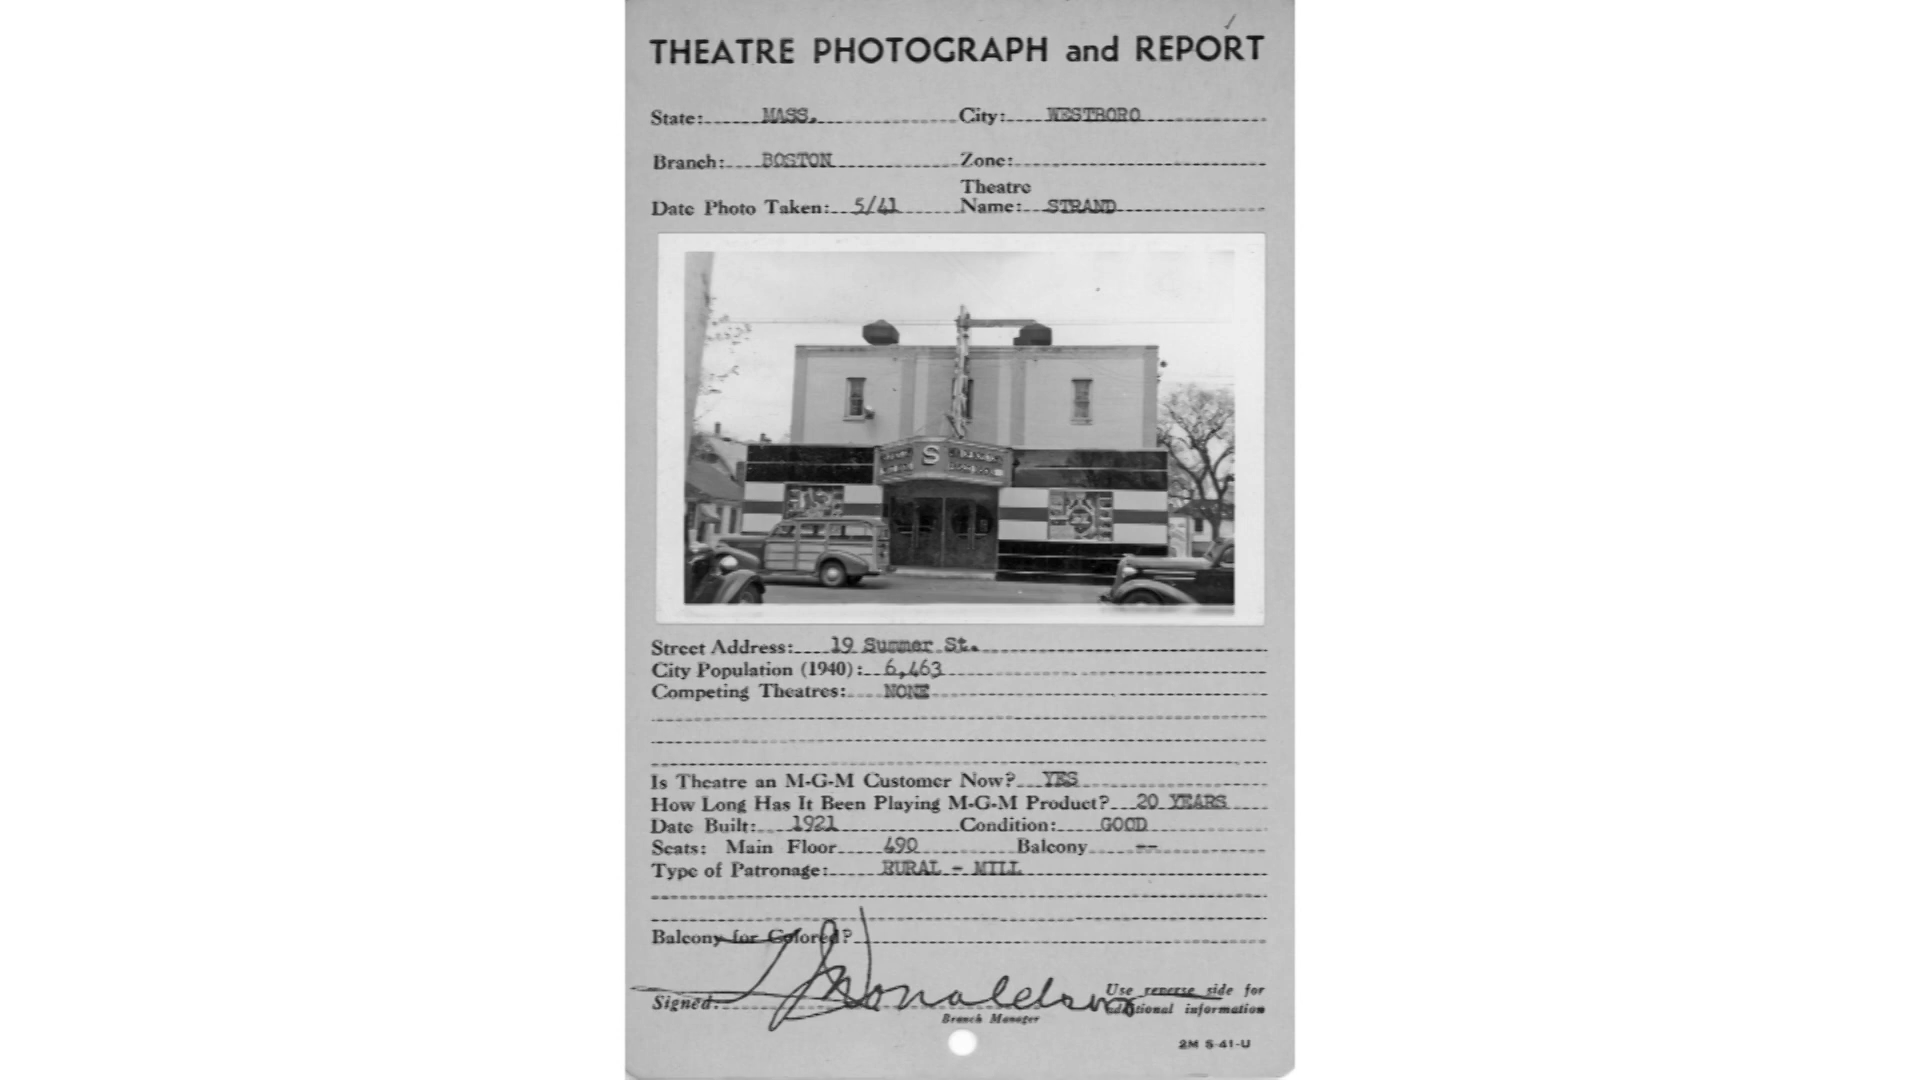 THEATRE PHOTOGRAPH and REPORT
State: MASS. City: WESTBORO
Branch: BOSTON Zone:
Theatre
Date Photo Taken: 5/41 Name: STRAND
S
Street Address: 19 Summer St.
City Population (1940): 6,463
Competing Theatres: NONE
Is Theatre an M-G-M Customer Now? YES
How Long Has It Been Playing M-G-M Product? 20 YEARS
Date Built: 1921 Condition: GOOD
Seats: Main Floor 490 Balcony --
Type of Patronage: RURAL - MILL
Balcony for Colored?
Signed: Donaldson Use reverse side for
additional information
Branch Manager
2M 5-41-U